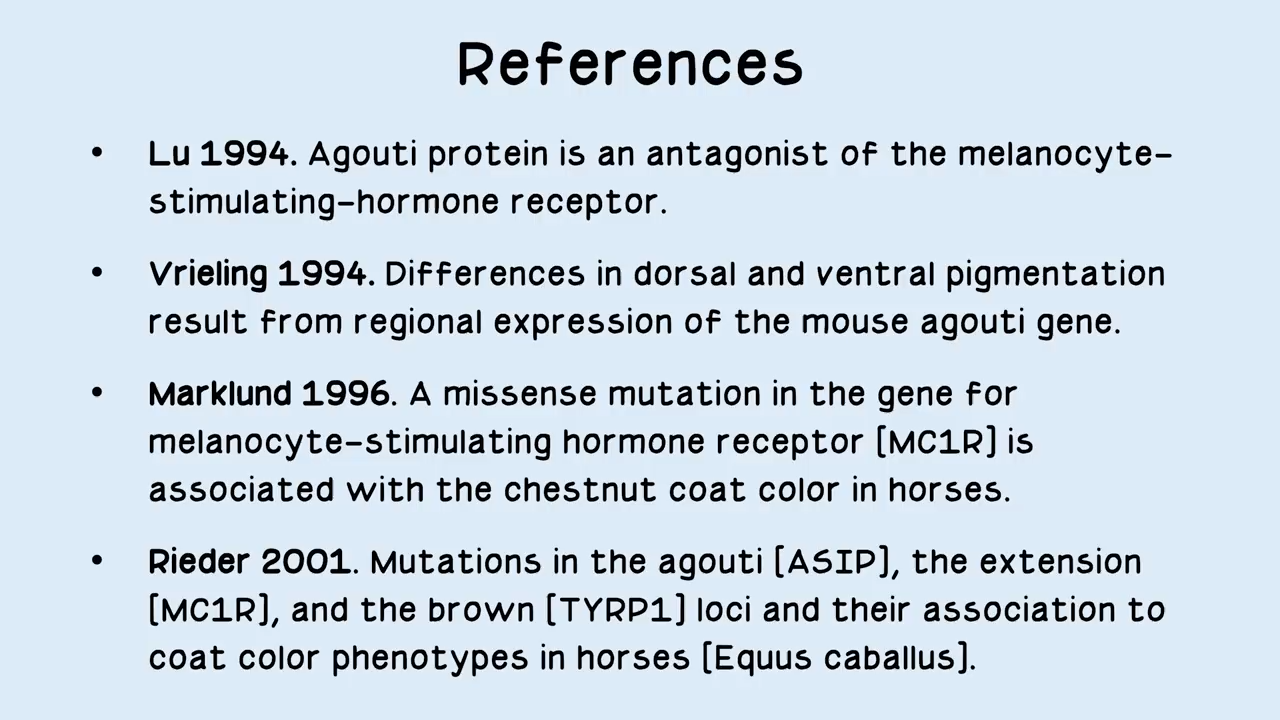 References
• Lu 1994. Agouti protein is an antagonist of the melanocyte-
stimulating-hormone receptor.
• Vrieling 1994. Differences in dorsal and ventral pigmentation
result from regional expression of the mouse agouti gene.
• Marklund 1996. A missense mutation in the gene for
melanocyte-stimulating hormone receptor [MC1R] is
associated with the chestnut coat color in horses.
• Rieder 2001. Mutations in the agouti [ASIP], the extension
[MC1R], and the brown [TYRP1] loci and their association to
coat color phenotypes in horses [Equus caballus].